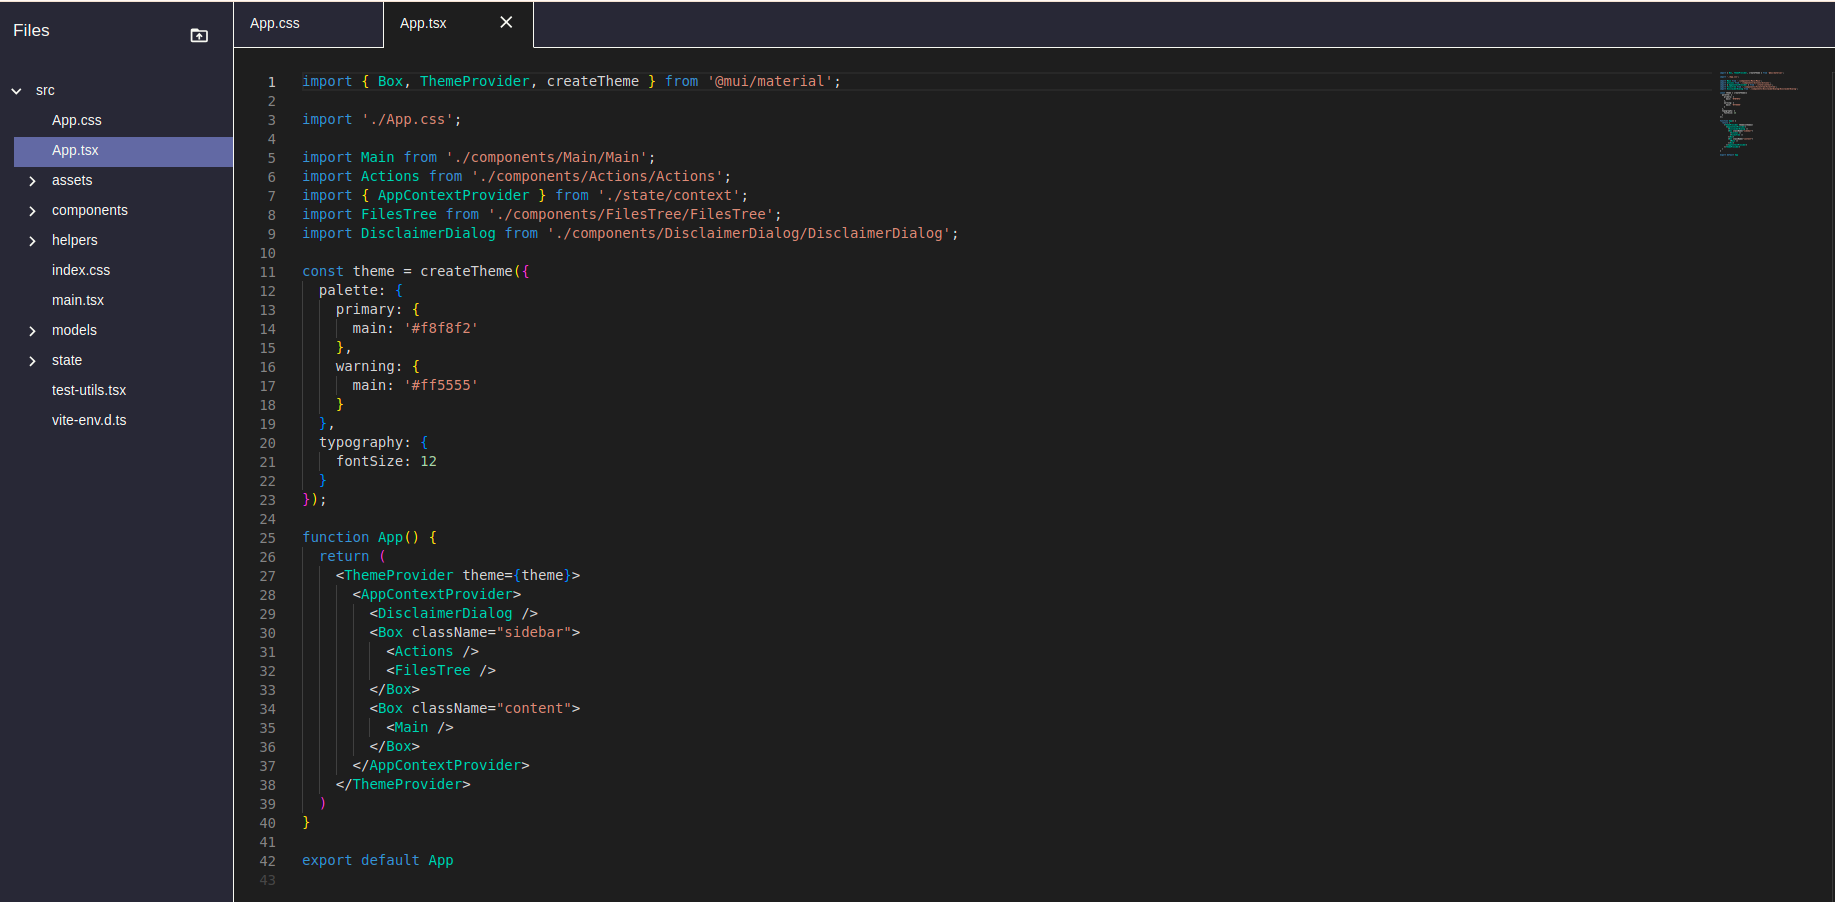 Files
src
App.css
App.tsx
assets
components
helpers
index.css
main.tsx
models
state
test-utils.tsx
vite-env.d.ts
App.css
App.tsx
1 import { Box, ThemeProvider, createTheme } from '@mui/material';
2
3 import './App.css';
4
5 import Main from './components/Main/Main';
6 import Actions from './components/Actions/Actions';
7 import { AppContextProvider } from './state/context';
8 import FilesTree from './components/FilesTree/FilesTree';
9 import DisclaimerDialog from './components/DisclaimerDialog/DisclaimerDialog';
10
11 const theme = createTheme({
12   palette: {
13     primary: {
14       main: '#f8f8f2'
15     },
16     warning: {
17       main: '#ff5555'
18     }
19   },
20   typography: {
21     fontSize: 12
22   }
23 });
24
25 function App() {
26   return (
27     <ThemeProvider theme={theme}>
28       <AppContextProvider>
29         <DisclaimerDialog />
30         <Box className="sidebar">
31           <Actions />
32           <FilesTree />
33         </Box>
34         <Box className="content">
35           <Main />
36         </Box>
37       </AppContextProvider>
38     </ThemeProvider>
39   )
40 }
41
42 export default App
43